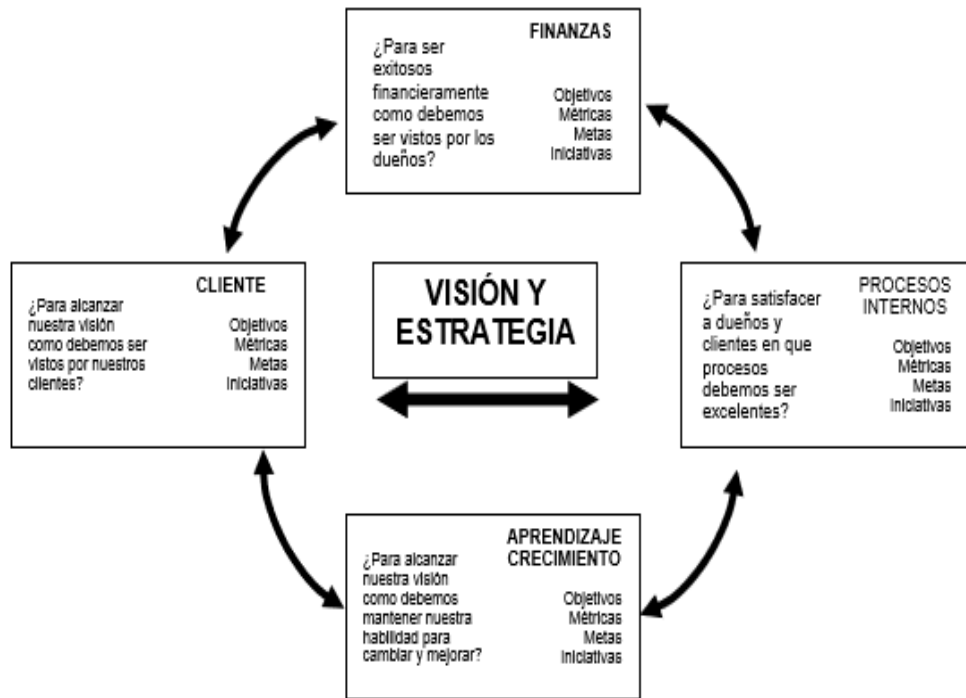 FINANZAS
¿Para ser
exitosos
financieramente
como debemos
ser vistos por los
dueños?
Objetivos
Métricas
Metas
Iniciativas
CLIENTE
¿Para alcanzar
nuestra visión
como debemos ser
vistos por nuestros
clientes?
Objetivos
Métricas
Metas
Iniciativas
VISIÓN Y
ESTRATEGIA
PROCESOS
INTERNOS
¿Para satisfacer
a dueños y
clientes en que
procesos
debemos ser
excelentes?
Objetivos
Métricas
Metas
Iniciativas
APRENDIZAJE
CRECIMIENTO
¿Para alcanzar
nuestra visión
como debemos
mantener nuestra
habilidad para
cambiar y mejorar?
Objetivos
Métricas
Metas
Iniciativas